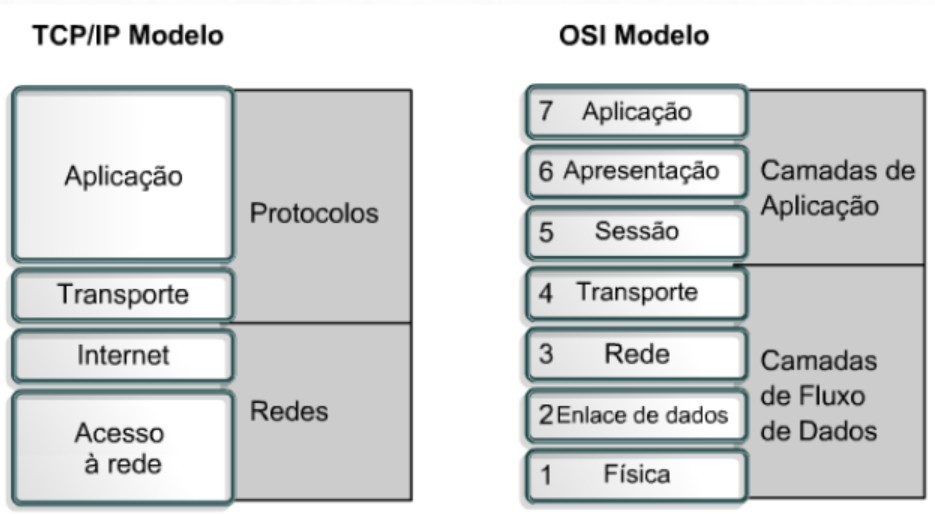 TCP/IP Modelo
Aplicação
Transporte
Internet
Acesso
à rede
Protocolos
Redes
OSI Modelo
7 Aplicação
6 Apresentação
5 Sessão
4 Transporte
3 Rede
2 Enlace de dados
1 Física
Camadas de
Aplicação
Camadas
de Fluxo
de Dados